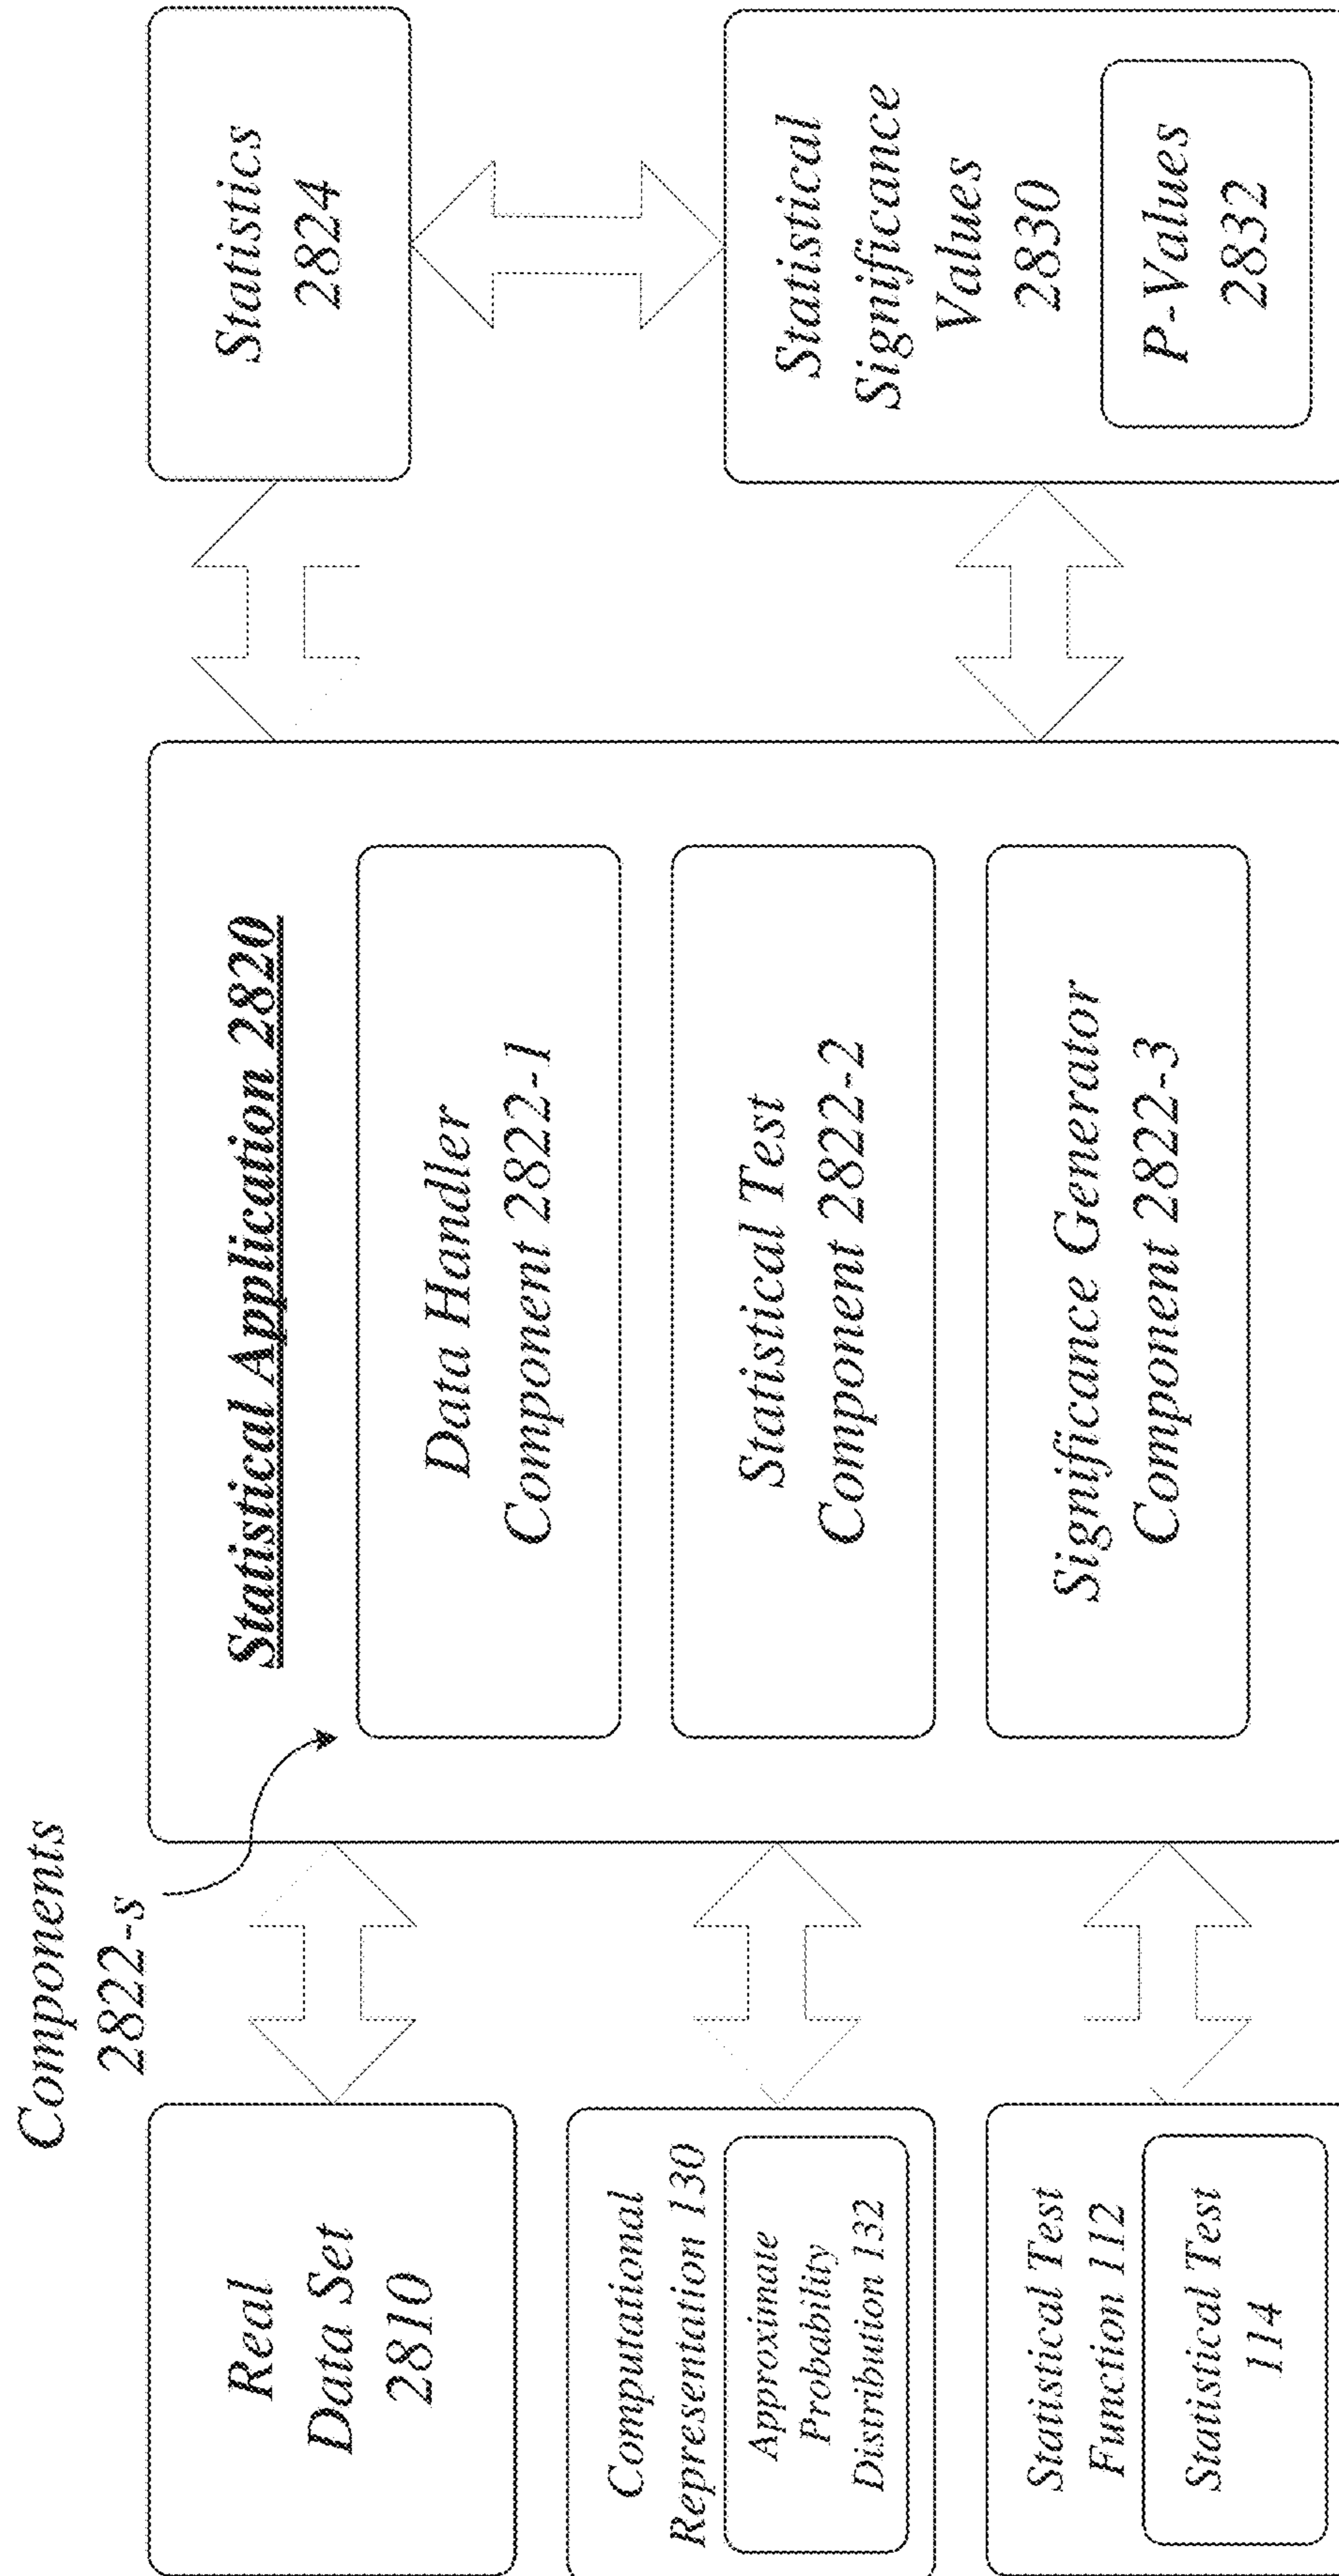 Components
2822-s
Real
Data Set
2810
Computational
Representation 130
Approximate
Probability
Distribution 132
Statistical Test
Function 112
Statistical Test
114
Statistical Application 2820
Data Handler
Component 2822-1
Statistical Test
Component 2822-2
Significance Generator
Component 2822-3
Statistics
2824
Statistical
Significance
Values
2830
P-Values
2832